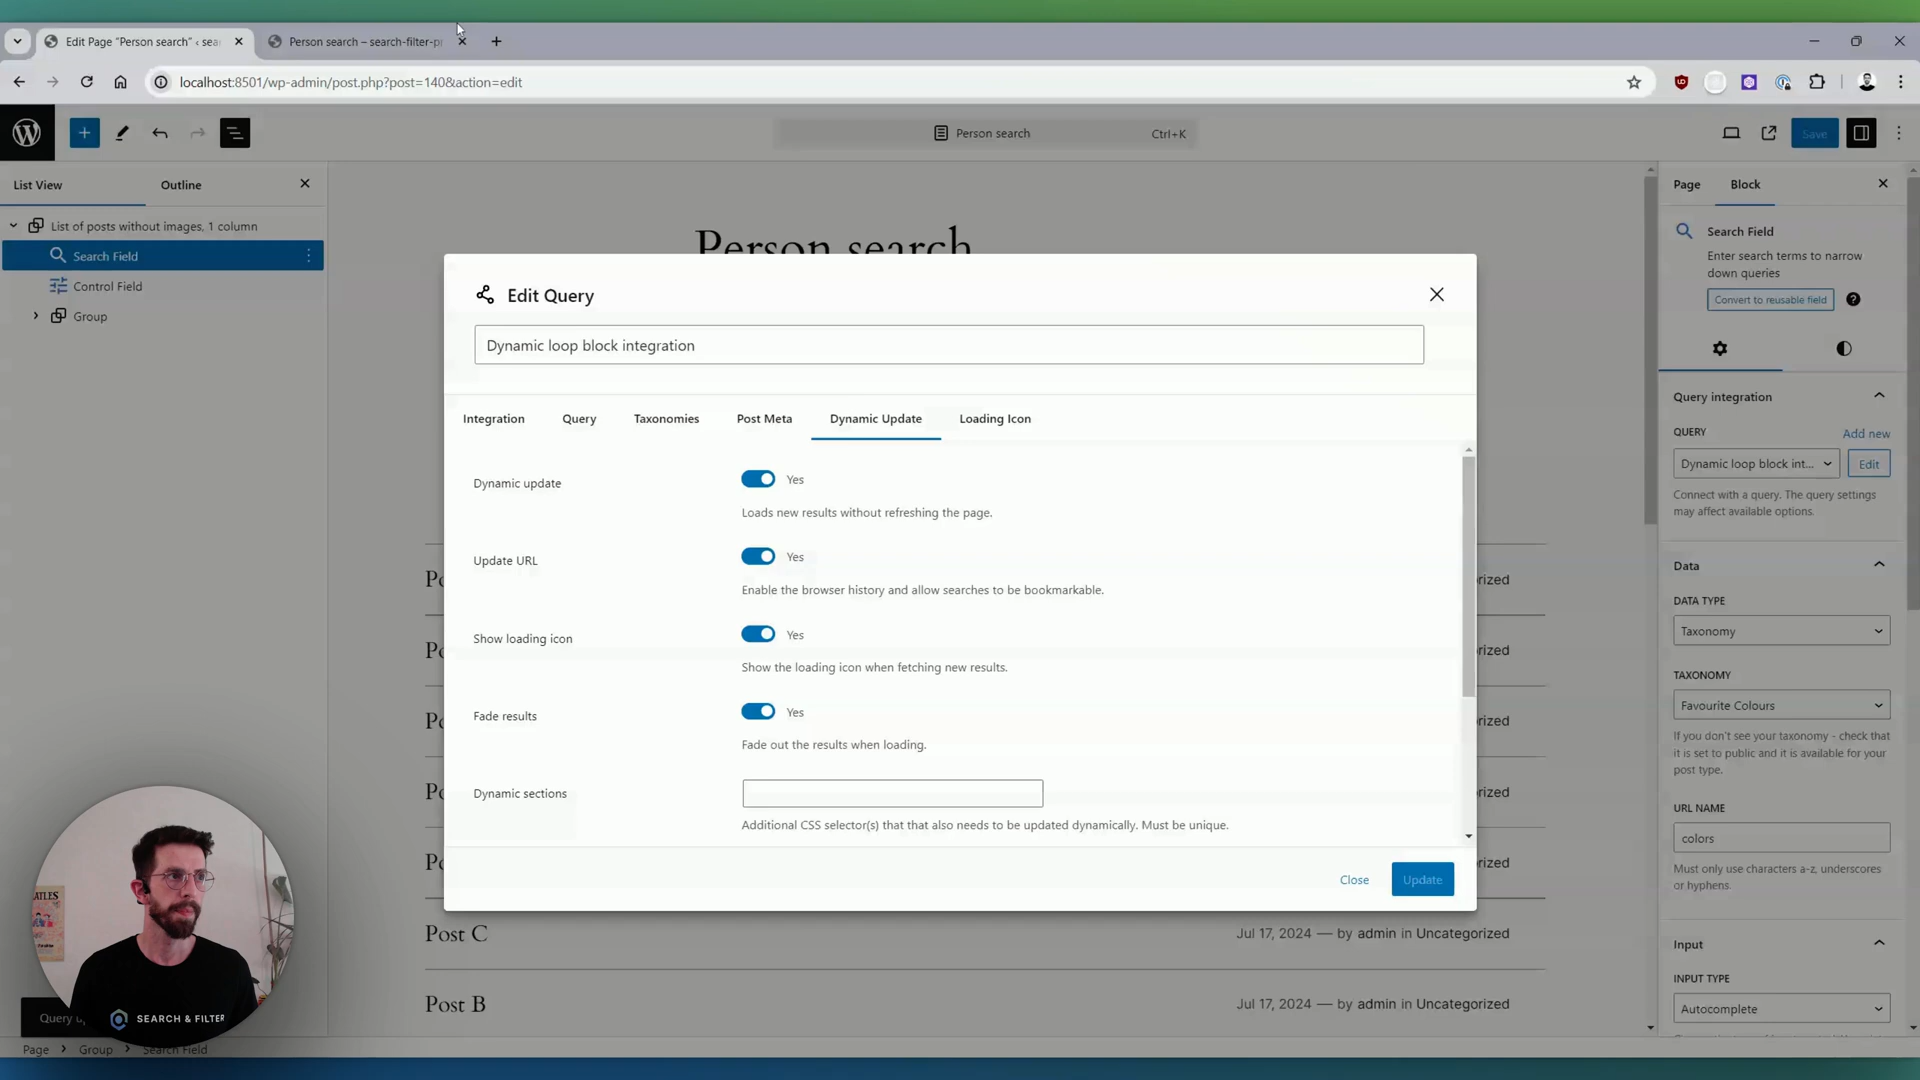 Edit Page "Person search" ‹ sea
Person search – search-filter-pr
localhost:8501/wp-admin/post.php?post=140&action=edit
Person search
Ctrl+K
Save
List View
Outline
List of posts without images, 1 column
Search Field
Control Field
Group
Person search
Edit Query
Dynamic loop block integration
Integration
Query
Taxonomies
Post Meta
Dynamic Update
Loading Icon
Dynamic update
Yes
Loads new results without refreshing the page.
Update URL
Yes
Enable the browser history and allow searches to be bookmarkable.
Show loading icon
Yes
Show the loading icon when fetching new results.
Fade results
Yes
Fade out the results when loading.
Dynamic sections
Additional CSS selector(s) that that also needs to be updated dynamically. Must be unique.
Close
Update
Post C
Jul 17, 2024 — by admin in Uncategorized
Post B
Jul 17, 2024 — by admin in Uncategorized
Page
Block
Search Field
Enter search terms to narrow
down queries
Convert to reusable field
Query integration
QUERY
Add new
Dynamic loop block int...
Edit
Connect with a query. The query settings
may affect available options.
Data
DATA TYPE
Taxonomy
TAXONOMY
Favourite Colours
If you don't see your taxonomy - check that
it is set to public and it is available for your
post type.
URL NAME
colors
Must only use characters a-z, underscores
or hyphens.
Input
INPUT TYPE
Autocomplete
Query u
SEARCH & FILTER
Page
Group
Search Field